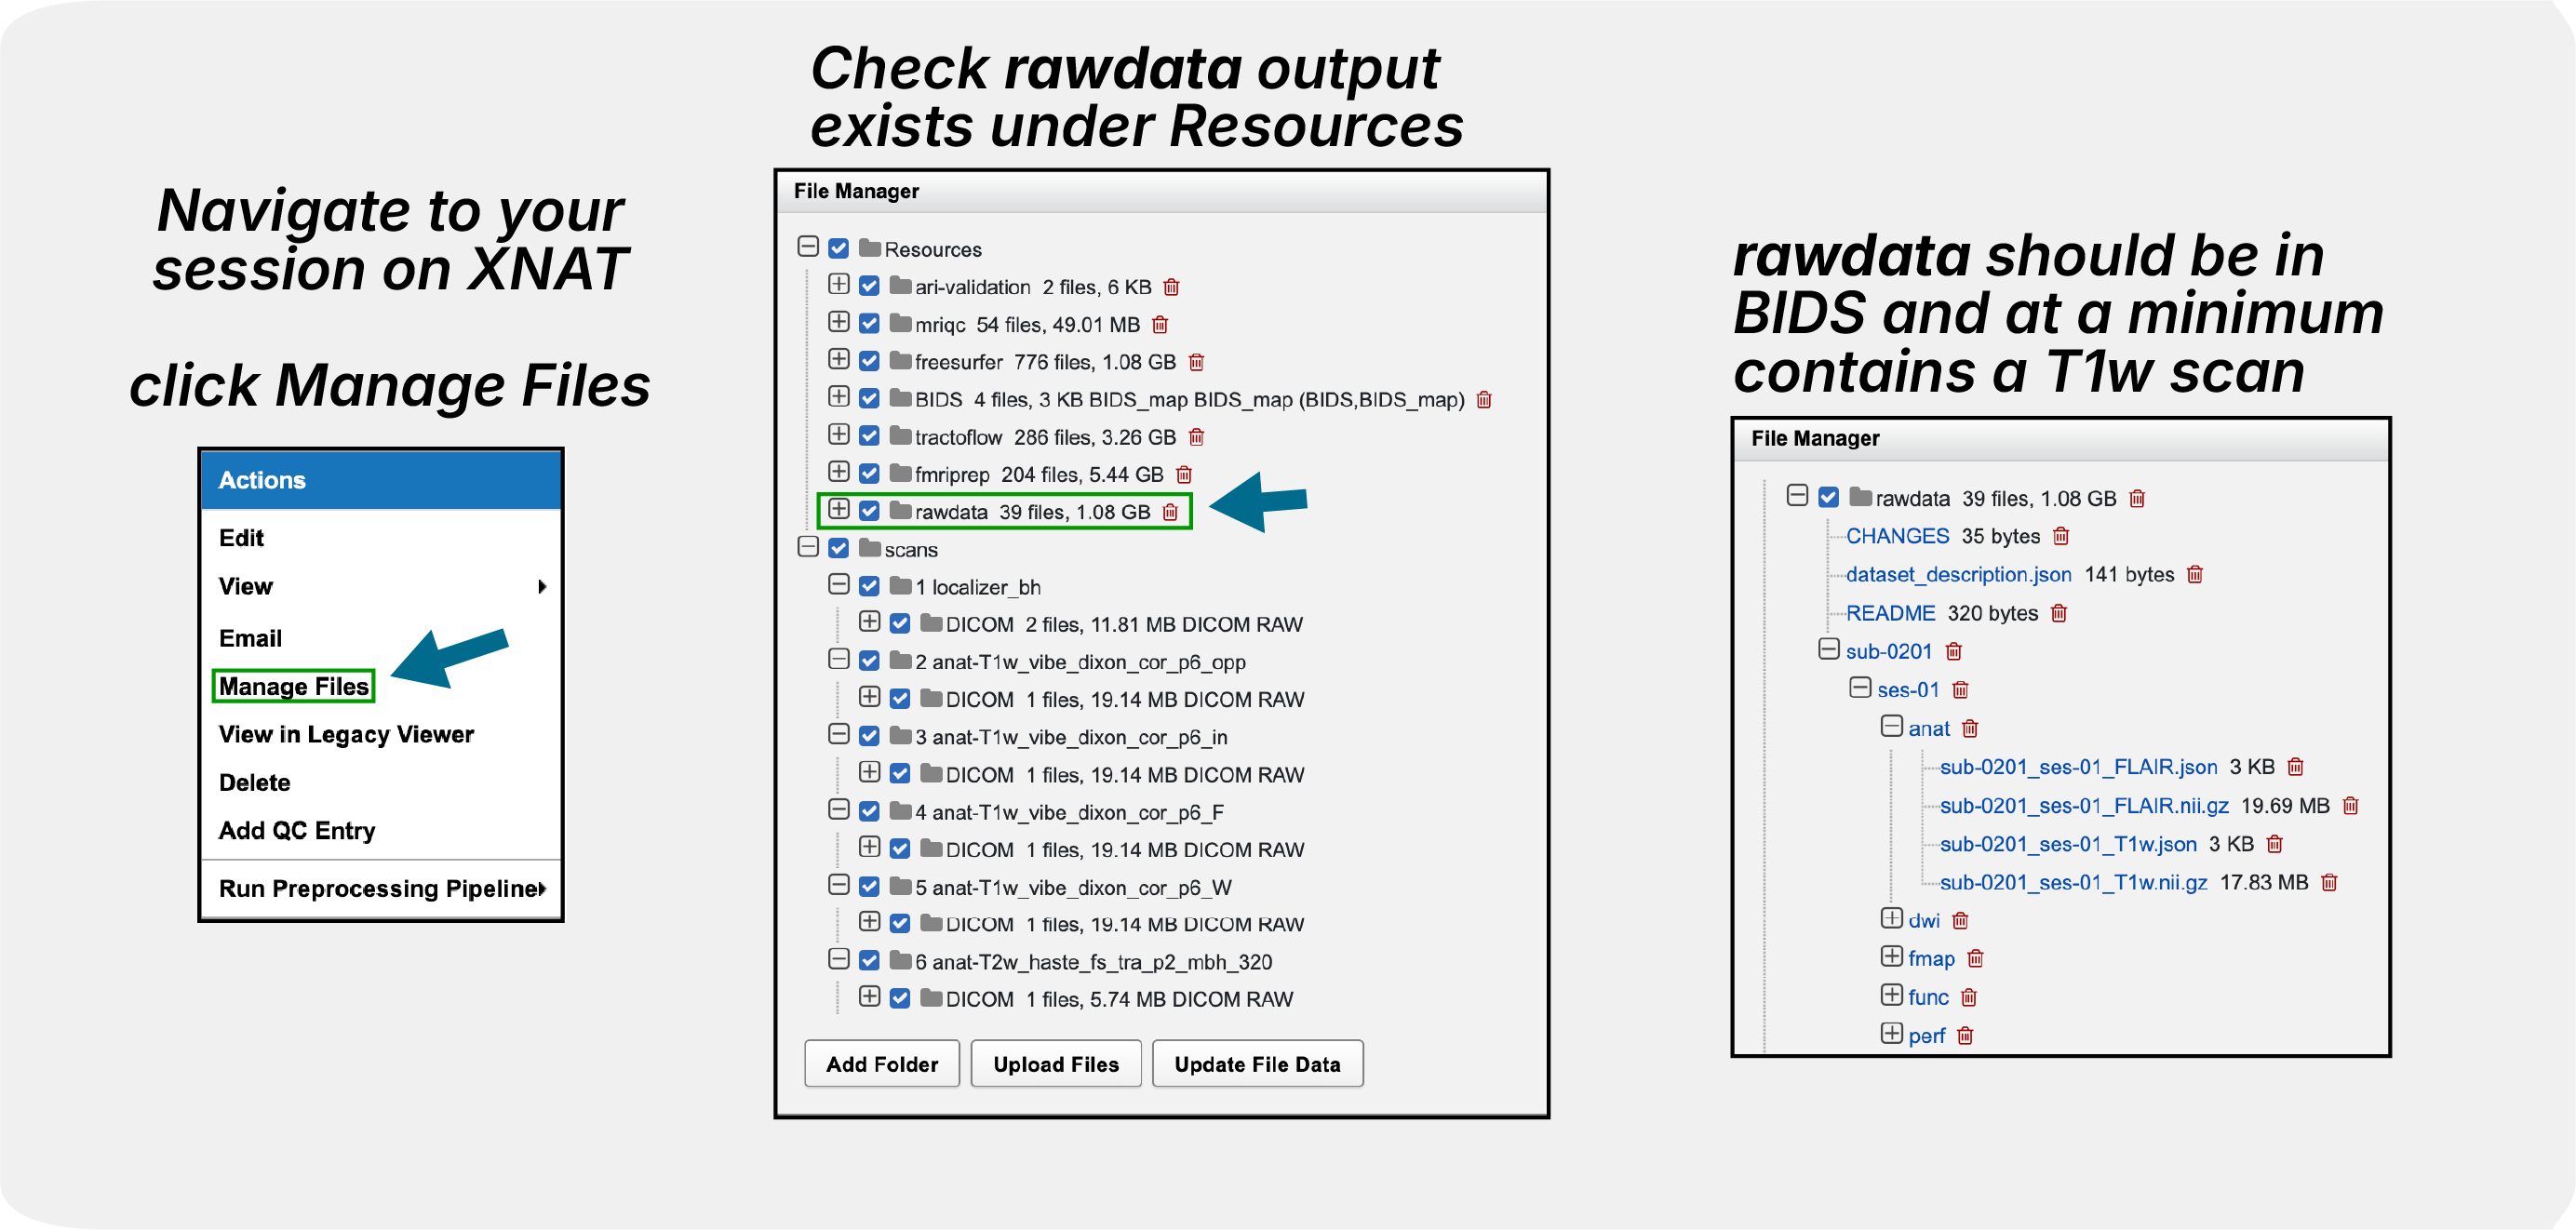 Navigate to your
session on XNAT
click Manage Files
Actions
Edit
View
Email
Manage Files
View in Legacy Viewer
Delete
Add QC Entry
Run Preprocessing Pipeline
Check rawdata output
exists under Resources
File Manager
Resources
ari-validation 2 files, 6 KB
mriqc 54 files, 49.01 MB
freesurfer 776 files, 1.08 GB
BIDS 4 files, 3 KB BIDS_map BIDS_map (BIDS,BIDS_map)
tractoflow 286 files, 3.26 GB
fmriprep 204 files, 5.44 GB
rawdata 39 files, 1.08 GB
scans
1 localizer_bh
DICOM 2 files, 11.81 MB DICOM RAW
2 anat-T1w_vibe_dixon_cor_p6_opp
DICOM 1 files, 19.14 MB DICOM RAW
3 anat-T1w_vibe_dixon_cor_p6_in
DICOM 1 files, 19.14 MB DICOM RAW
4 anat-T1w_vibe_dixon_cor_p6_F
DICOM 1 files, 19.14 MB DICOM RAW
5 anat-T1w_vibe_dixon_cor_p6_W
DICOM 1 files, 19.14 MB DICOM RAW
6 anat-T2w_haste_fs_tra_p2_mbh_320
DICOM 1 files, 5.74 MB DICOM RAW
Add Folder Upload Files Update File Data
rawdata should be in
BIDS and at a minimum
contains a T1w scan
File Manager
rawdata 39 files, 1.08 GB
CHANGES 35 bytes
dataset_description.json 141 bytes
README 320 bytes
sub-0201
ses-01
anat
sub-0201_ses-01_FLAIR.json 3 KB
sub-0201_ses-01_FLAIR.nii.gz 19.69 MB
sub-0201_ses-01_T1w.json 3 KB
sub-0201_ses-01_T1w.nii.gz 17.83 MB
dwi
fmap
func
perf